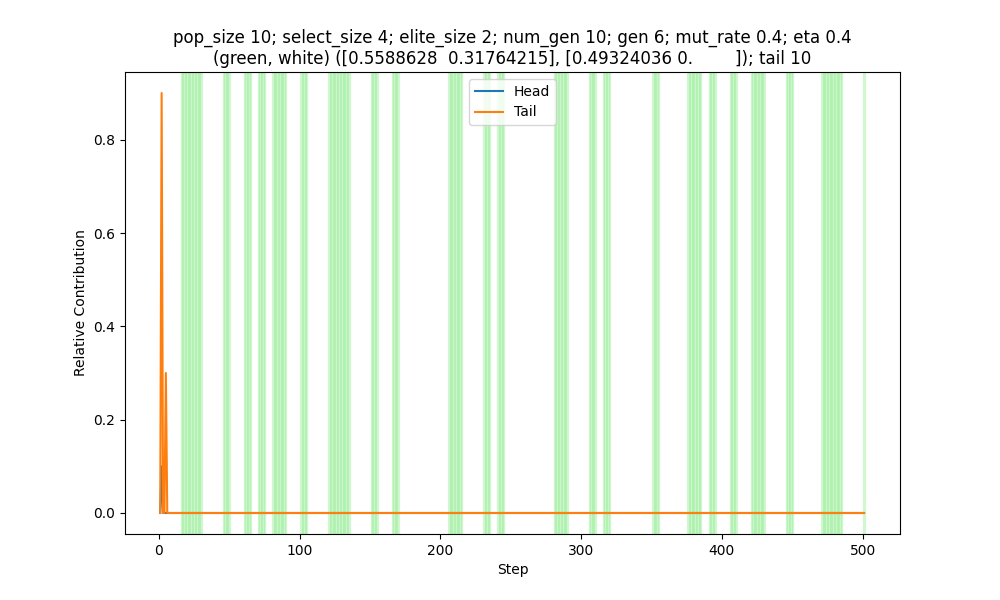 pop_size 10; select_size 4; elite_size 2; num_gen 10; gen 6; mut_rate 0.4; eta 0.4
(green, white) ([0.5588628  0.31764215], [0.49324036 0.        ]); tail 10
Head
Tail
Relative Contribution
0.8
0.6
0.4
0.2
0.0
0 100 200 300 400 500
Step